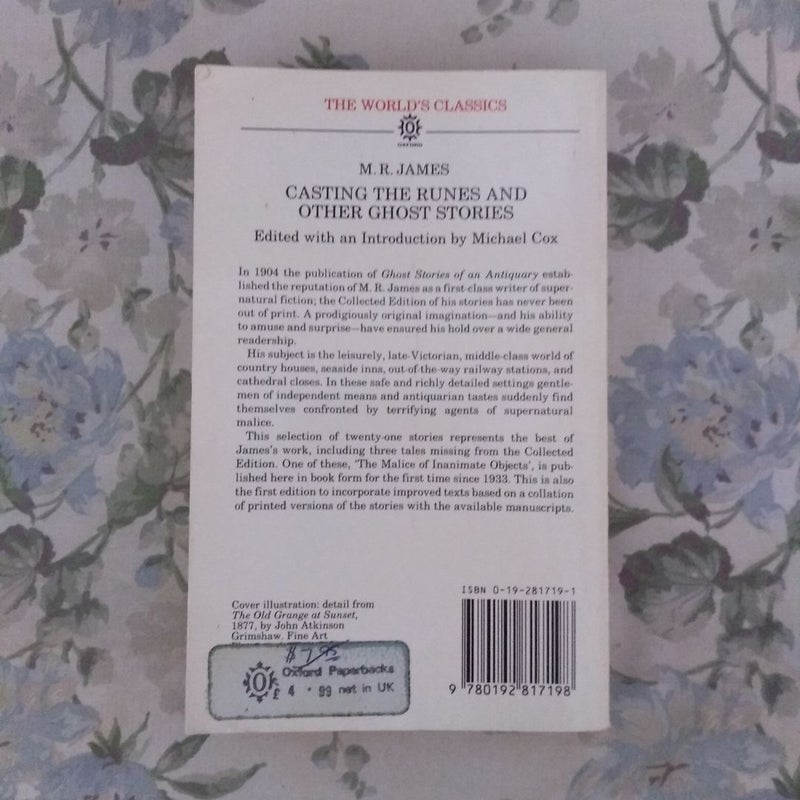 THE WORLD'S CLASSICS
OXFORD
M. R. JAMES
CASTING THE RUNES AND
OTHER GHOST STORIES
Edited with an Introduction by Michael Cox
In 1904 the publication of Ghost Stories of an Antiquary estab-
lished the reputation of M. R. James as a first-class writer of super-
natural fiction; the Collected Edition of his stories has never been
out of print. A prodigiously original imagination—and his ability
to amuse and surprise—have ensured his hold over a wide general
readership.
His subject is the leisurely, late-Victorian, middle-class world of
country houses, seaside inns, out-of-the-way railway stations, and
cathedral closes. In these safe and richly detailed settings gentle-
men of independent means and antiquarian tastes suddenly find
themselves confronted by terrifying agents of supernatural
malice.
This selection of twenty-one stories represents the best of
James's work, including three tales missing from the Collected
Edition. One of these, 'The Malice of Inanimate Objects', is pub-
lished here in book form for the first time since 1933. This is also
the first edition to incorporate improved texts based on a collation
of printed versions of the stories with the available manuscripts.
Cover illustration: detail from
The Old Grange at Sunset,
1877, by John Atkinson
Grimshaw. Fine Art
$7.95
Oxford Paperbacks
£4·99 net in UK
ISBN 0-19-281719-1
9 780192 817198